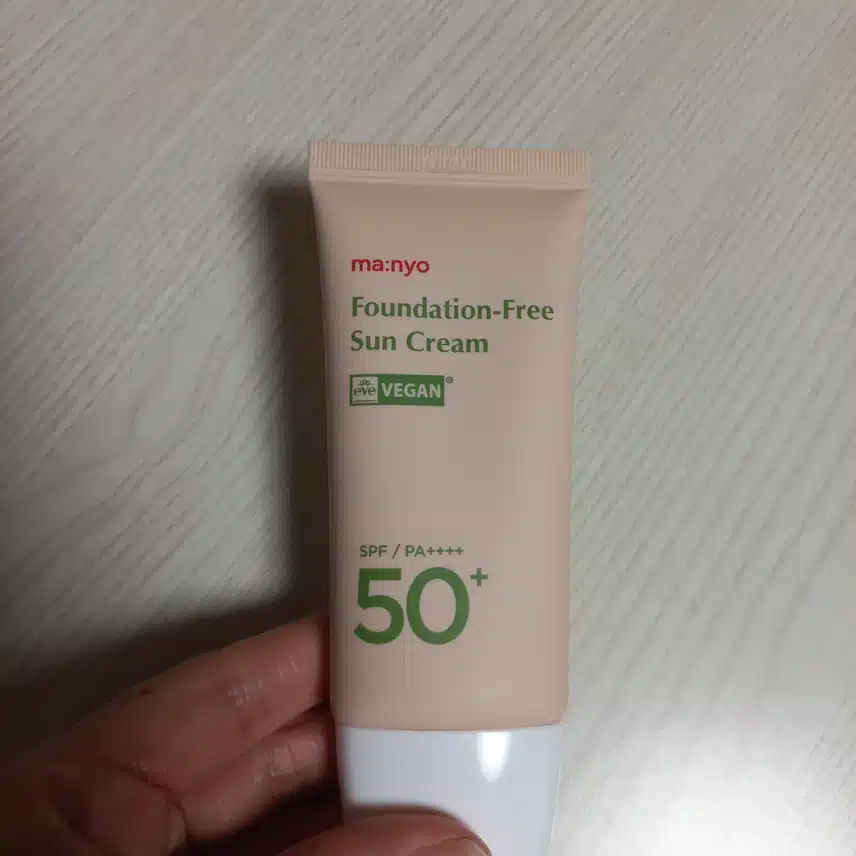 ma:nyo
Foundation-Free
Sun Cream
eve VEGAN®
SPF / PA++++
50+